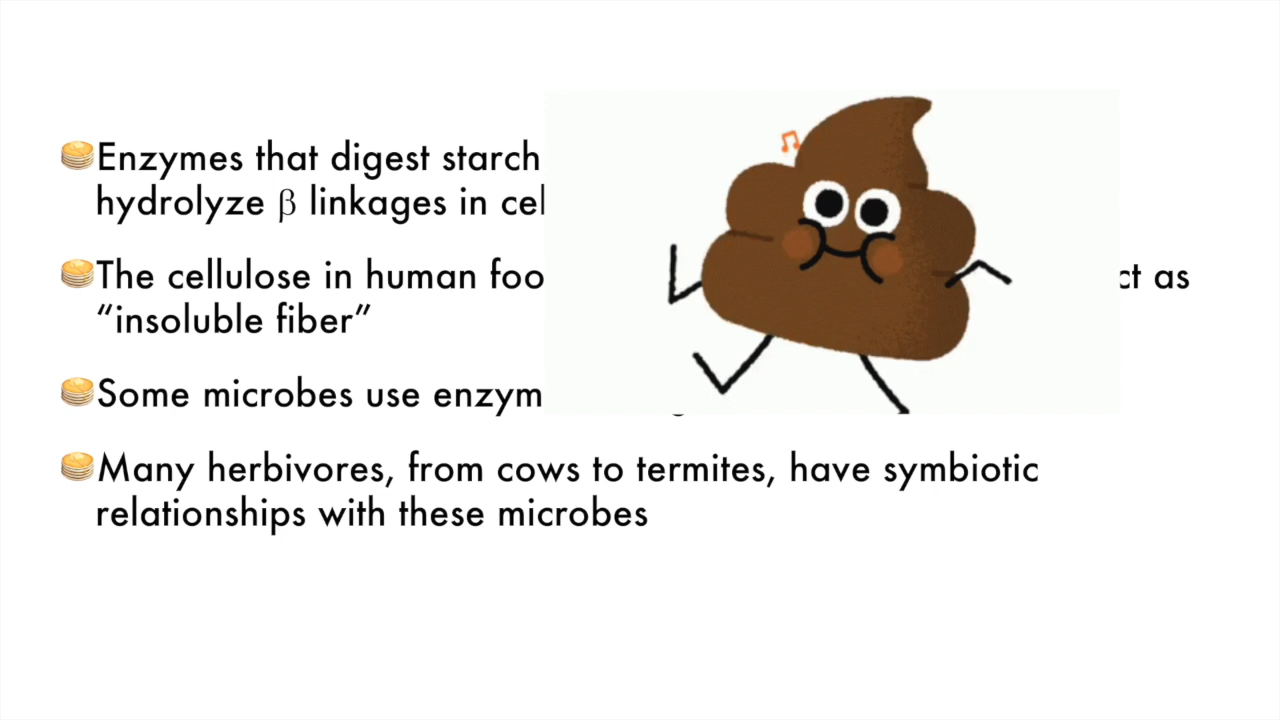 Enzymes that digest starch
hydrolyze β linkages in cel
The cellulose in human foo ct as
“insoluble fiber”
Some microbes use enzym
Many herbivores, from cows to termites, have symbiotic
relationships with these microbes